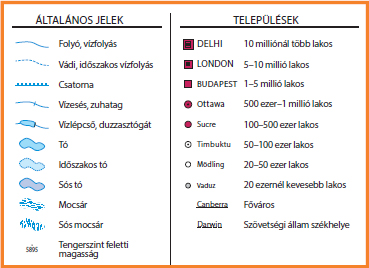 ÁLTALÁNOS JELEK
Folyó, vízfolyás
Vádi, időszakos vízfolyás
Csatorna
Vízesés, zuhatag
Vízlépcső, duzzasztógát
Tó
Időszakos tó
Sós tó
Mocsár
Sós mocsár
5895
Tengerszint feletti
magasság
TELEPÜLÉSEK
DELHI 10 milliónál több lakos
LONDON 5–10 millió lakos
BUDAPEST 1–5 millió lakos
Ottawa 500 ezer–1 millió lakos
Sucre 100–500 ezer lakos
Timbuktu 50–100 ezer lakos
Mödling 20–50 ezer lakos
Vaduz 20 ezernél kevesebb lakos
Canberra Főváros
Darwin Szövetségi állam székhelye